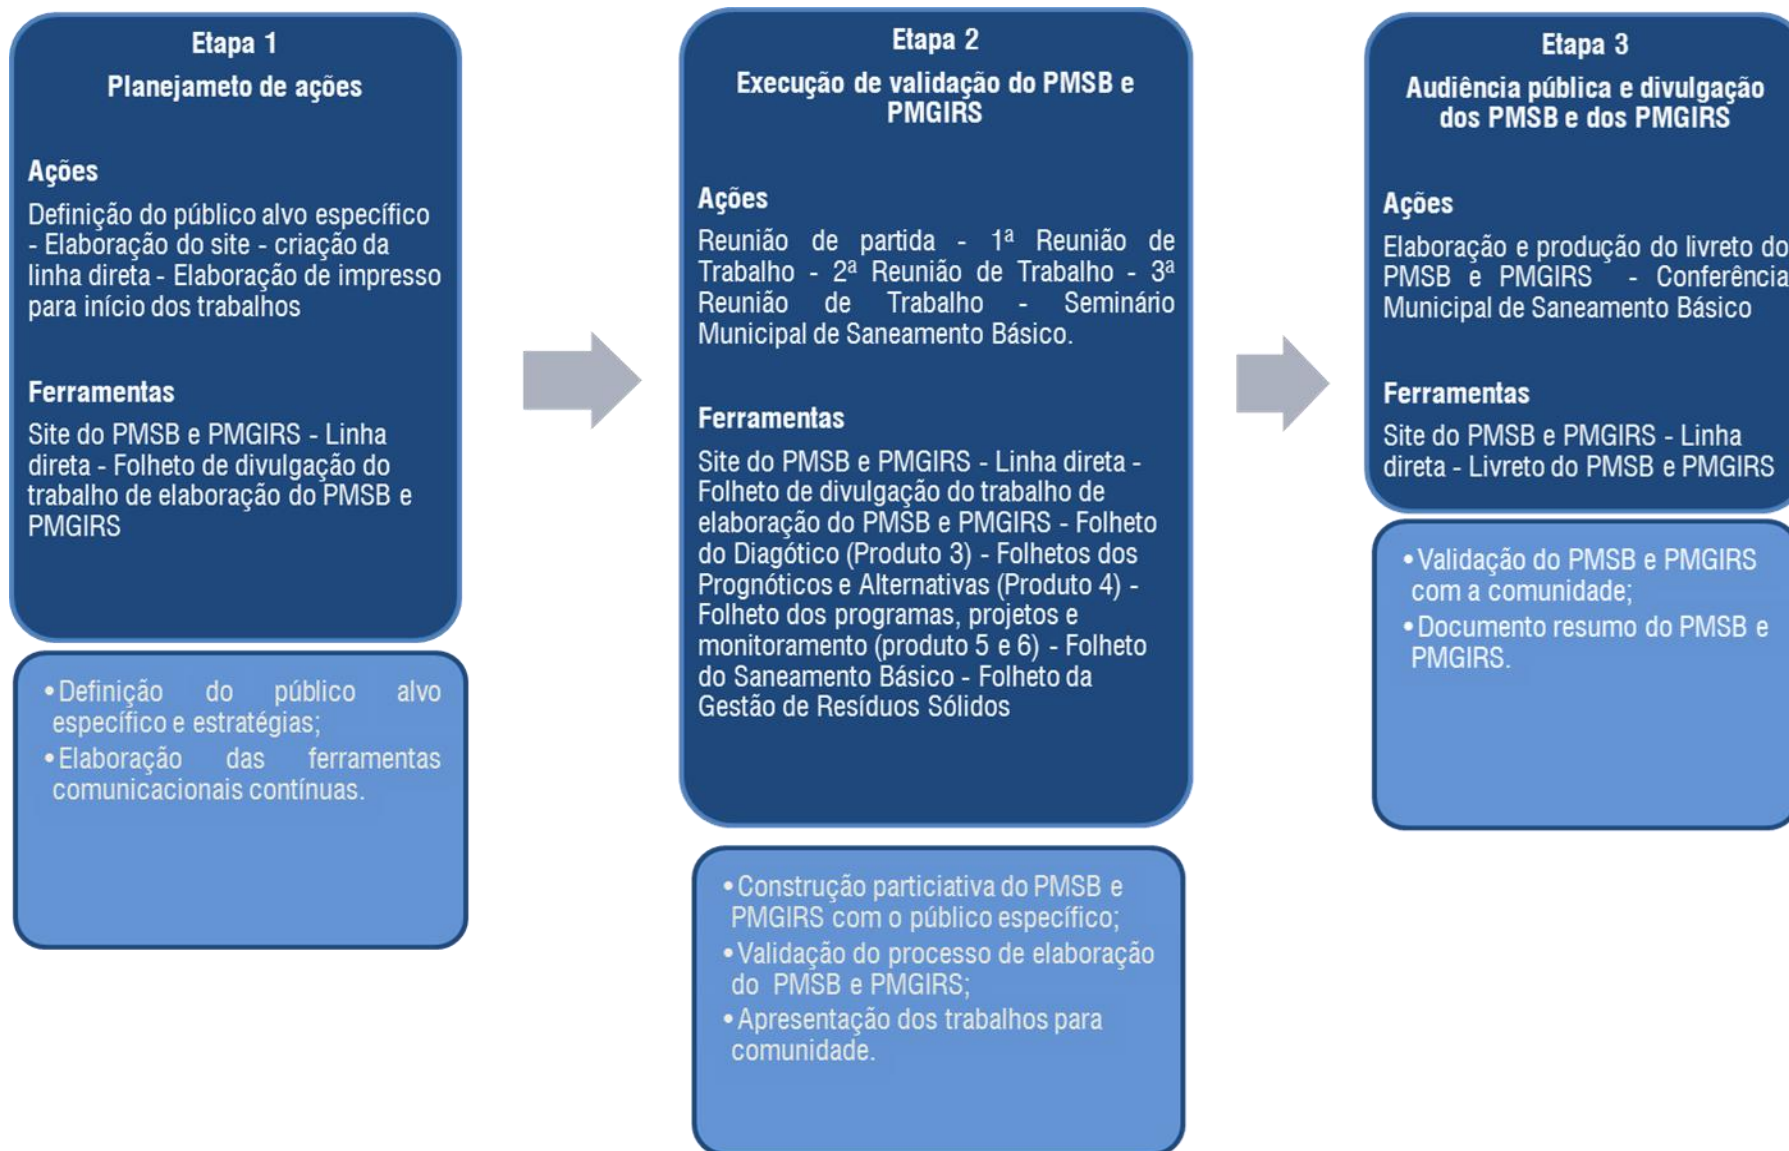 Etapa 1
Planejameto de ações
Ações
Definição do público alvo específico
- Elaboração do site - criação da
linha direta - Elaboração de impresso
para início dos trabalhos
Ferramentas
Site do PMSB e PMGIRS - Linha
direta - Folheto de divulgação do
trabalho de elaboração do PMSB e
PMGIRS
•Definição do público alvo
específico e estratégias;
•Elaboração das ferramentas
comunicacionais contínuas.
Etapa 2
Execução de validação do PMSB e
PMGIRS
Ações
Reunião de partida - 1ª Reunião de
Trabalho - 2ª Reunião de Trabalho - 3ª
Reunião de Trabalho - Seminário
Municipal de Saneamento Básico.
Ferramentas
Site do PMSB e PMGIRS - Linha direta -
Folheto de divulgação do trabalho de
elaboração do PMSB e PMGIRS - Folheto
do Diagótico (Produto 3) - Folhetos dos
Prognóticos e Alternativas (Produto 4) -
Folheto dos programas, projetos e
monitoramento (produto 5 e 6) - Folheto
do Saneamento Básico - Folheto da
Gestão de Resíduos Sólidos
•Construção particiativa do PMSB e
PMGIRS com o público específico;
•Validação do processo de elaboração
do PMSB e PMGIRS;
•Apresentação dos trabalhos para
comunidade.
Etapa 3
Audiência pública e divulgação
dos PMSB e dos PMGIRS
Ações
Elaboração e produção do livreto do
PMSB e PMGIRS - Conferência
Municipal de Saneamento Básico
Ferramentas
Site do PMSB e PMGIRS - Linha
direta - Livreto do PMSB e PMGIRS
•Validação do PMSB e PMGIRS
com a comunidade;
•Documento resumo do PMSB e
PMGIRS.